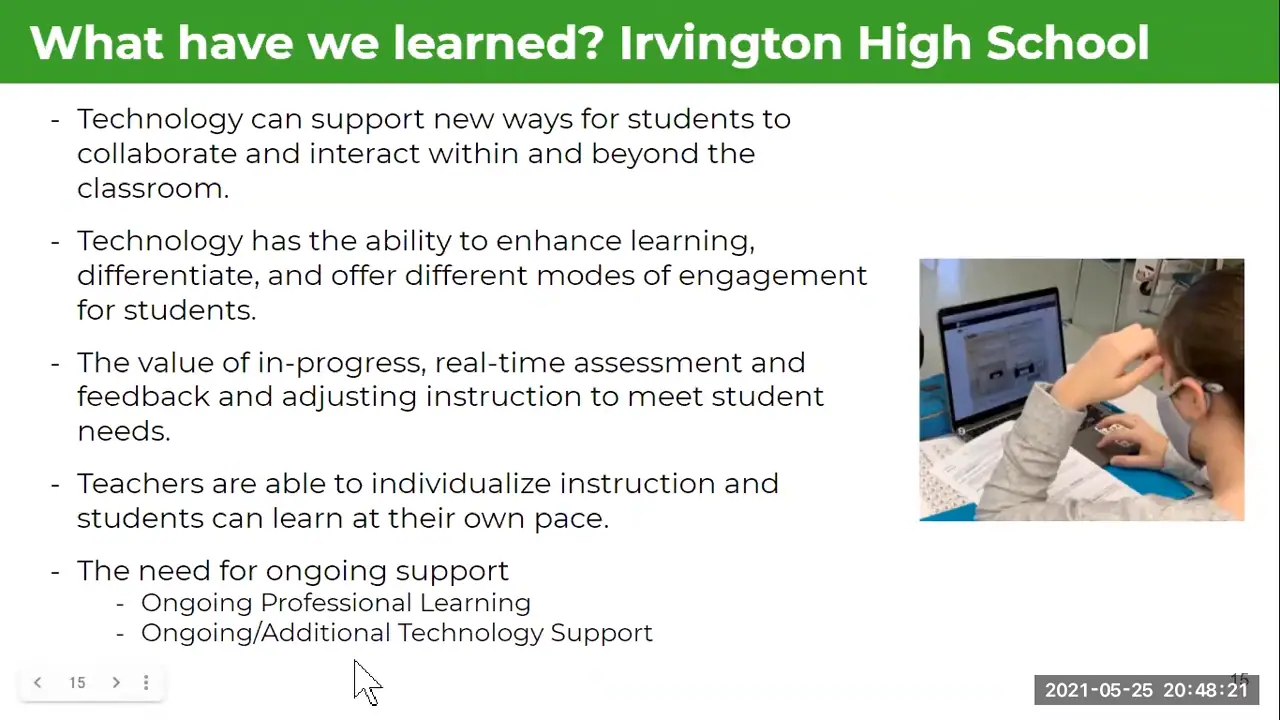 What have we learned? Irvington High School
- Technology can support new ways for students to
collaborate and interact within and beyond the
classroom.
- Technology has the ability to enhance learning,
differentiate, and offer different modes of engagement
for students.
- The value of in-progress, real-time assessment and
feedback and adjusting instruction to meet student
needs.
- Teachers are able to individualize instruction and
students can learn at their own pace.
- The need for ongoing support
- Ongoing Professional Learning
- Ongoing/Additional Technology Support
15
15
2021-05-25 20:48:21